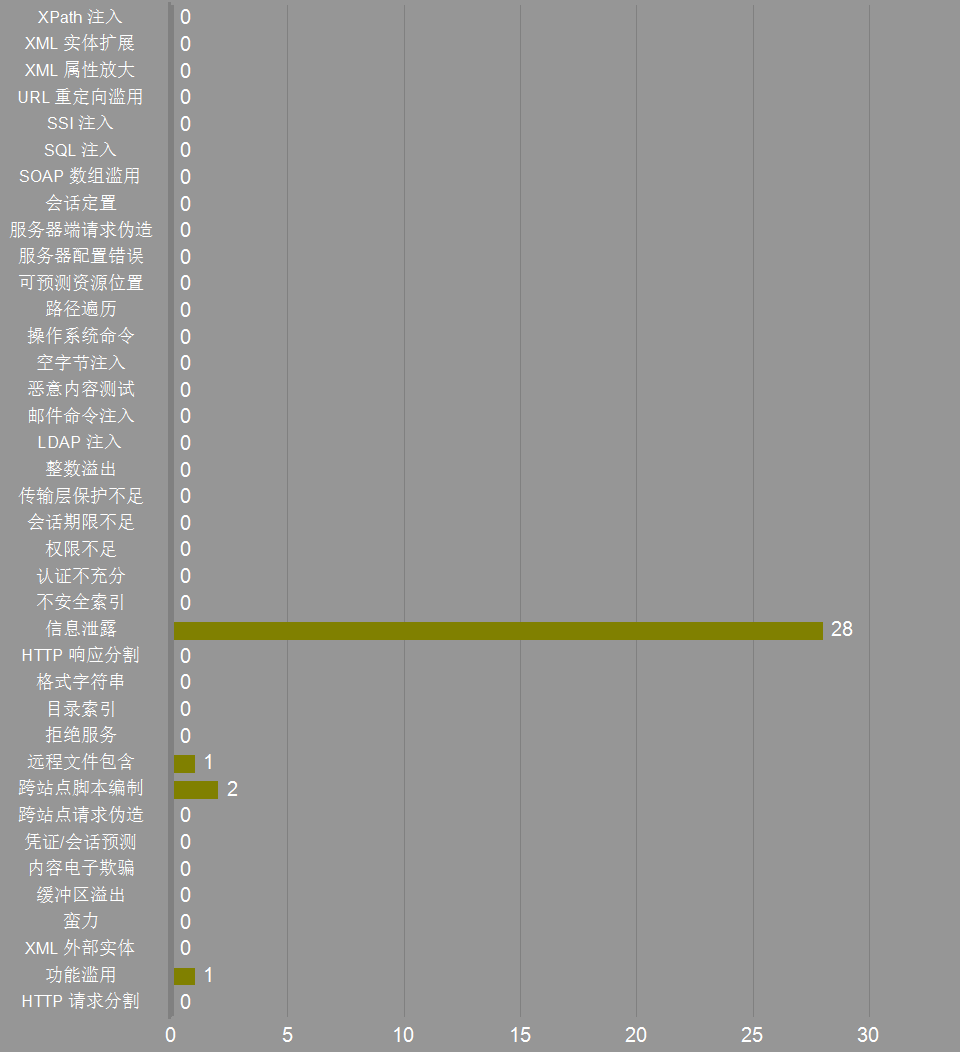 XPath 注入 0
XML 实体扩展 0
XML 属性放大 0
URL 重定向滥用 0
SSI 注入 0
SQL 注入 0
SOAP 数组滥用 0
会话定置 0
服务器端请求伪造 0
服务器配置错误 0
可预测资源位置 0
路径遍历 0
操作系统命令 0
空字节注入 0
恶意内容测试 0
邮件命令注入 0
LDAP 注入 0
整数溢出 0
传输层保护不足 0
会话期限不足 0
权限不足 0
认证不充分 0
不安全索引 0
信息泄露 28
HTTP 响应分割 0
格式字符串 0
目录索引 0
拒绝服务 0
远程文件包含 1
跨站点脚本编制 2
跨站点请求伪造 0
凭证/会话预测 0
内容电子欺骗 0
缓冲区溢出 0
蛮力 0
XML 外部实体 0
功能滥用 1
HTTP 请求分割 0
0 5 10 15 20 25 30